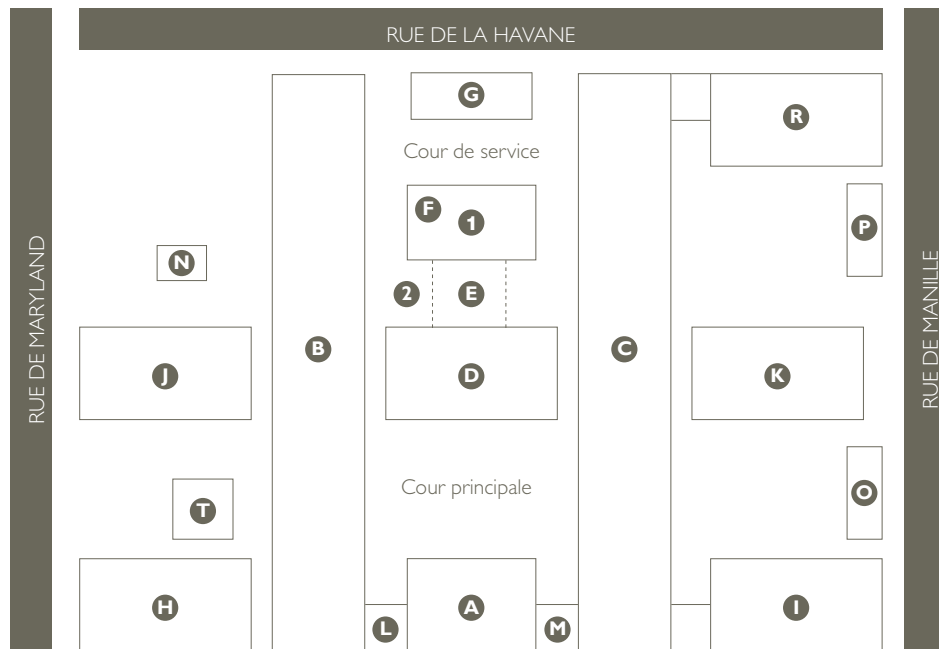 RUE DE LA HAVANE
RUE DE MARYLAND
RUE DE MANILLE
G
R
Cour de service
F
1
P
N
2
E
B
C
J
D
K
Cour principale
O
T
H
A
I
L
M